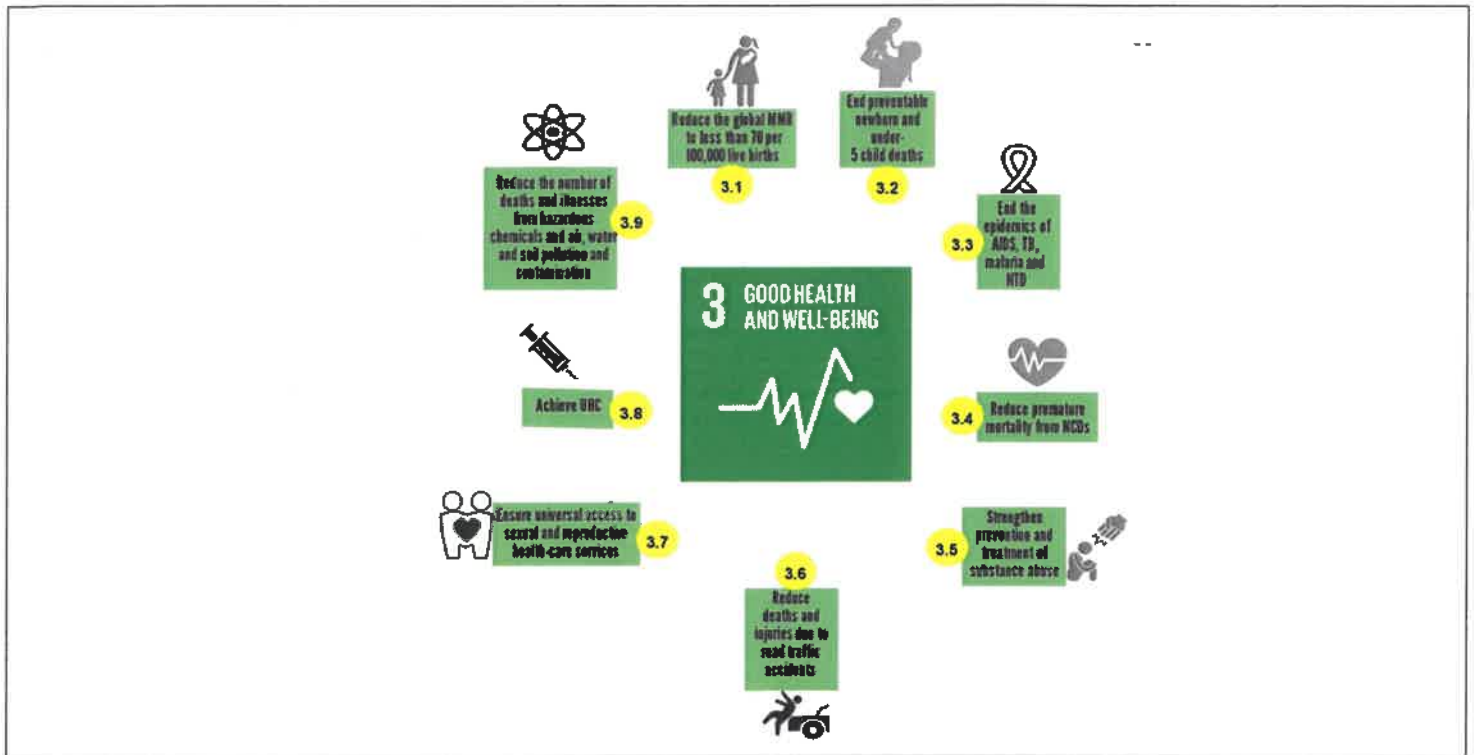 Reduce the global MMR
to less than 70 per
100,000 live births
3.1
End preventable
newborn and
under-
5 child deaths
3.2
End the
epidemics of
AIDS, TB,
malaria and
NTD
3.3
Reduce premature
mortality from NCDs
3.4
Strengthen
prevention and
treatment of
substance abuse
3.5
3.6
Reduce
deaths and
injuries due to
road traffic
accidents
Ensure universal access to
sexual and reproductive
health-care services
3.7
Achieve UHC
3.8
Reduce the number of
deaths and illnesses
from hazardous
chemicals and air, water
and soil pollution and
contamination
3.9
3 GOOD HEALTH
AND WELL-BEING